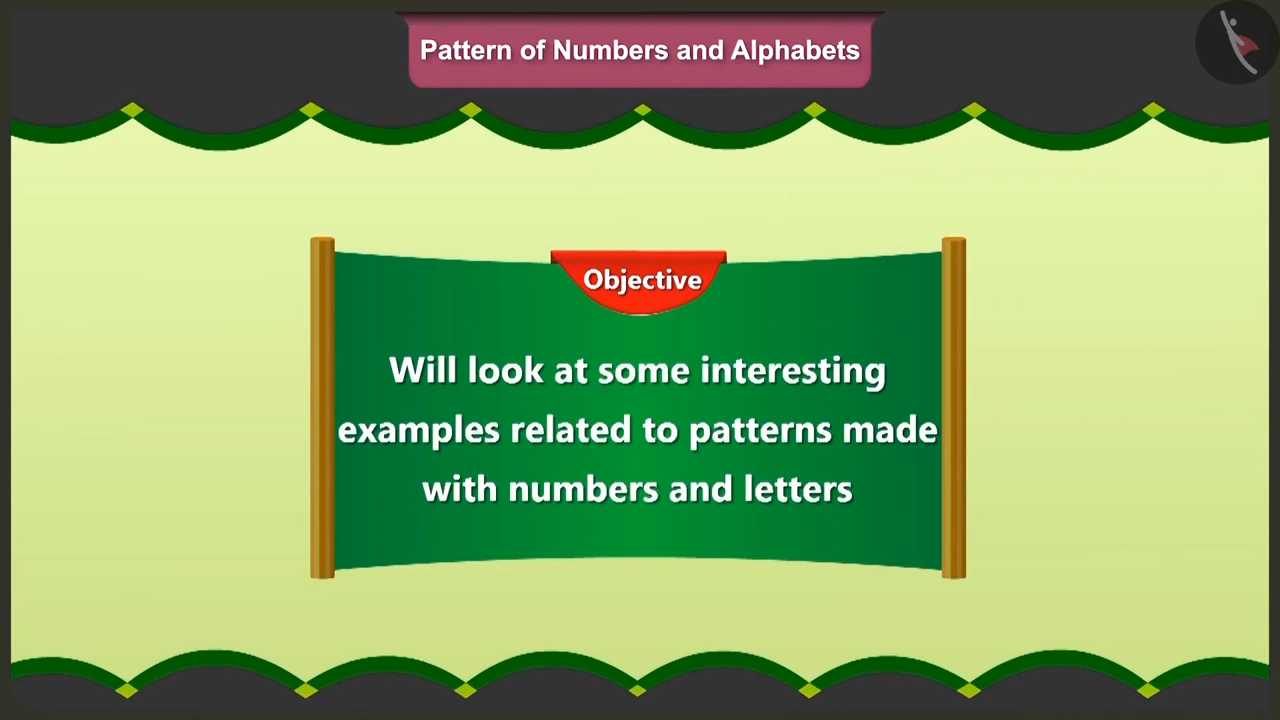 Pattern of Numbers and Alphabets
Objective
Will look at some interesting
examples related to patterns made
with numbers and letters